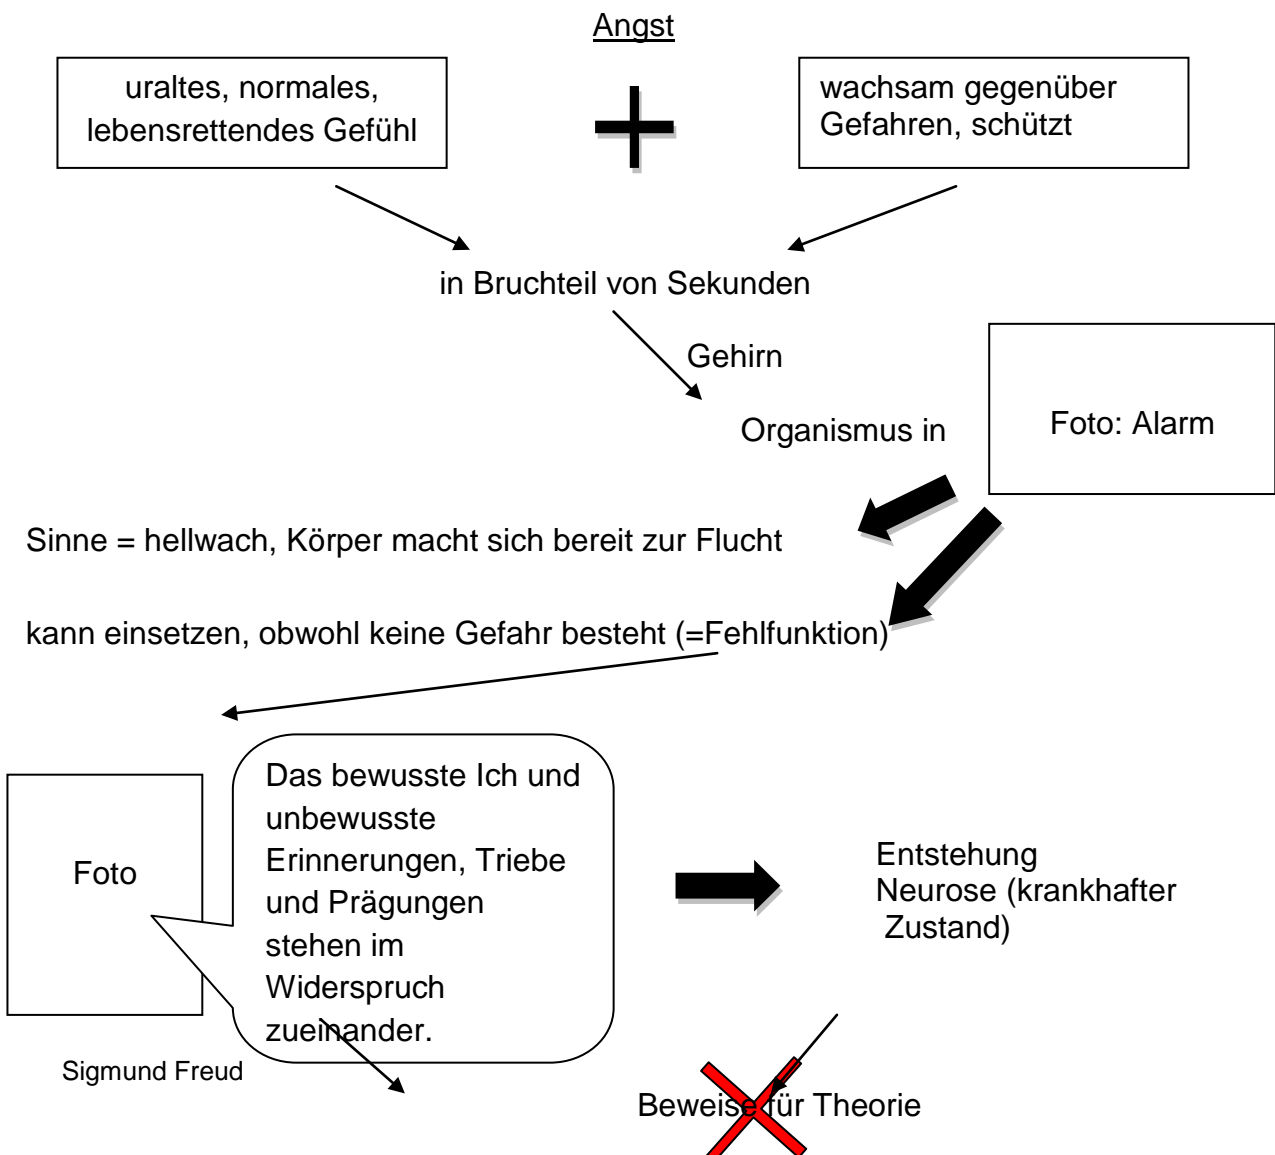 Angst
uraltes, normales,
lebensrettendes Gefühl
wachsam gegenüber
Gefahren, schützt
in Bruchteil von Sekunden
Gehirn
Organismus in
Foto: Alarm
Sinne = hellwach, Körper macht sich bereit zur Flucht
kann einsetzen, obwohl keine Gefahr besteht (=Fehlfunktion)
Foto
Das bewusste Ich und
unbewusste
Erinnerungen, Triebe
und Prägungen
stehen im
Widerspruch
zueinander.
Entstehung
Neurose (krankhafter
Zustand)
Sigmund Freud
Beweise für Theorie